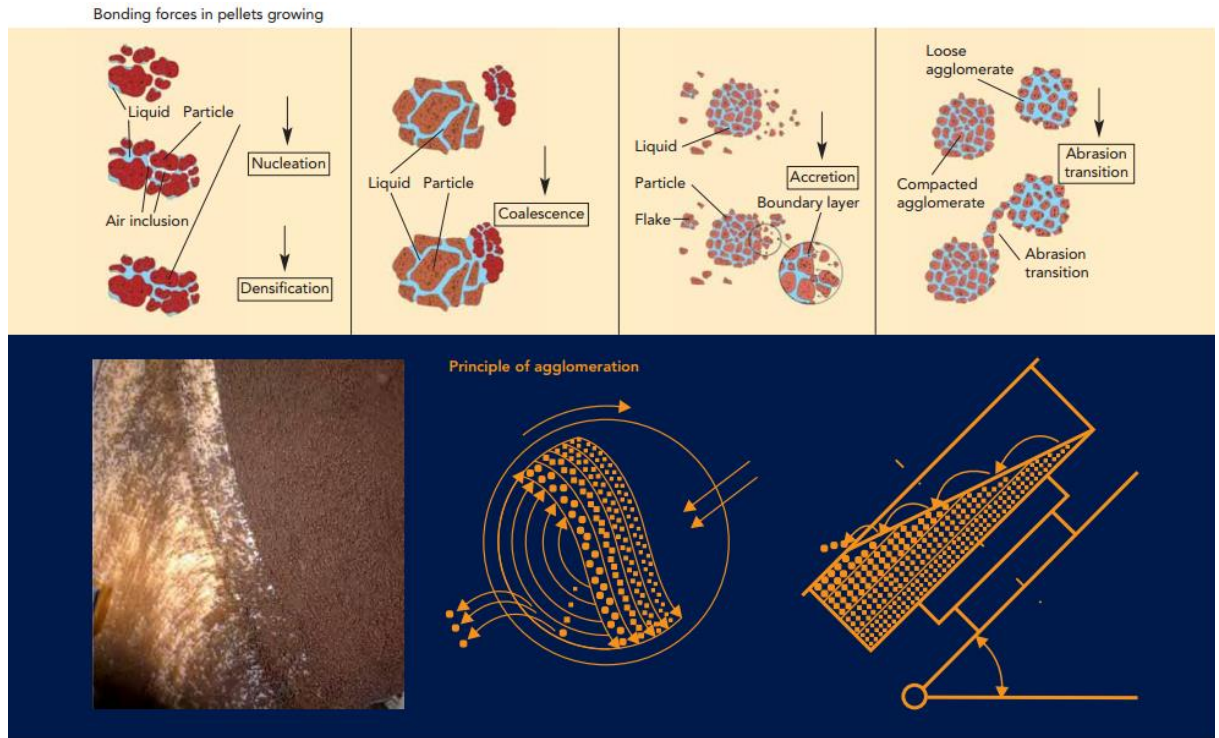 Bonding forces in pellets growing
Liquid
Particle
Nucleation
Air inclusion
Densification
Liquid
Particle
Coalescence
Liquid
Accretion
Particle
Boundary layer
Flake
Loose
agglomerate
Abrasion
transition
Compacted
agglomerate
Abrasion
transition
Principle of agglomeration